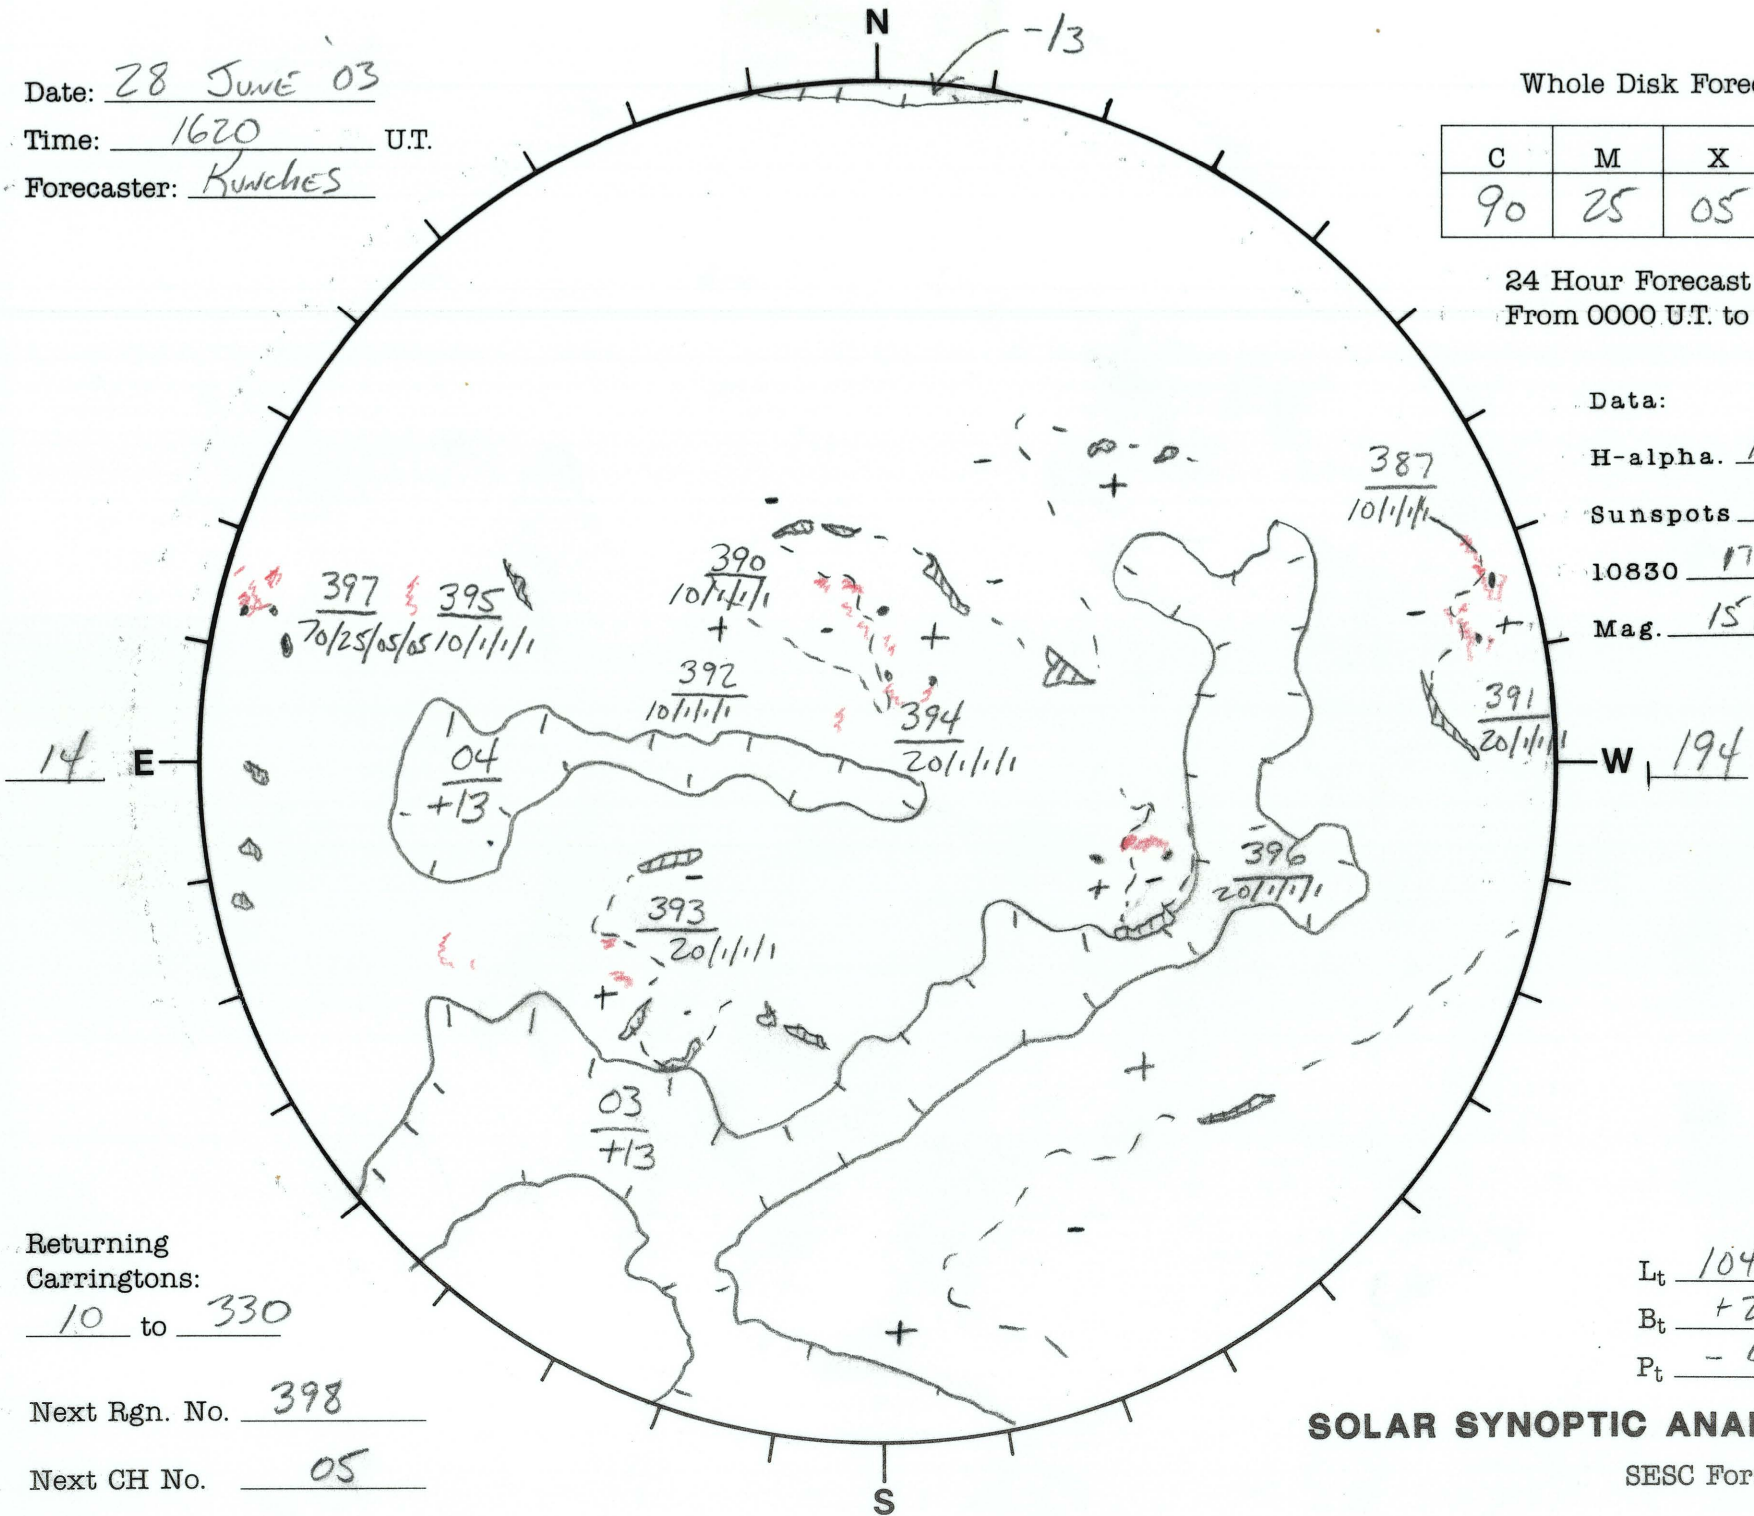 N
-13
Date: 28 JUNE '03
Time: 1620 U.T.
Forecaster: KUNCHES
Whole Disk Fore
C M X
90 25 05
24 Hour Forecast
From 0000 U.T. to
Data:
H-alpha.
Sunspots
10830 17
Mag. 15
387
10/1/1/1
390
10/1/1/1
397
70/25/05/05
395
10/1/1/1
392
10/1/1/1
394
20/1/1/1
391
20/1/1/1
14 E
W 194
04
+13
396
20/1/1/1
393
20/1/1/1
03
+13
Returning
Carringtons:
10 to 330
Next Rgn. No. 398
Next CH No. 05
Lt 104
Bt +2
Pt -
SOLAR SYNOPTIC ANA
SESC For
S